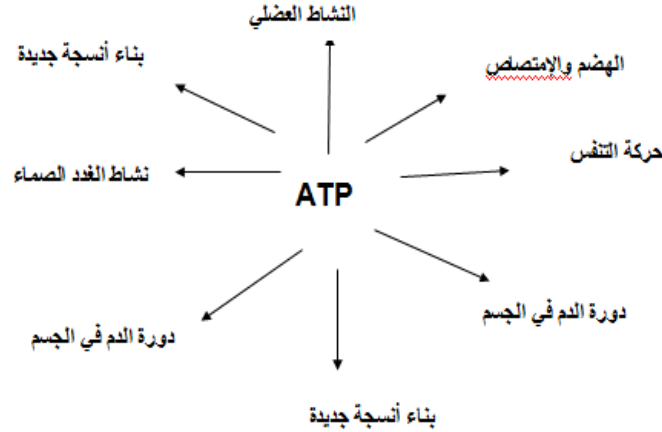 النشاط العضلي
بناء أنسجة جديدة
الهضم والإمتصاص
حركة التنفس
نشاط الغدد الصماء
ATP
دورة الدم في الجسم
دورة الدم في الجسم
بناء أنسجة جديدة